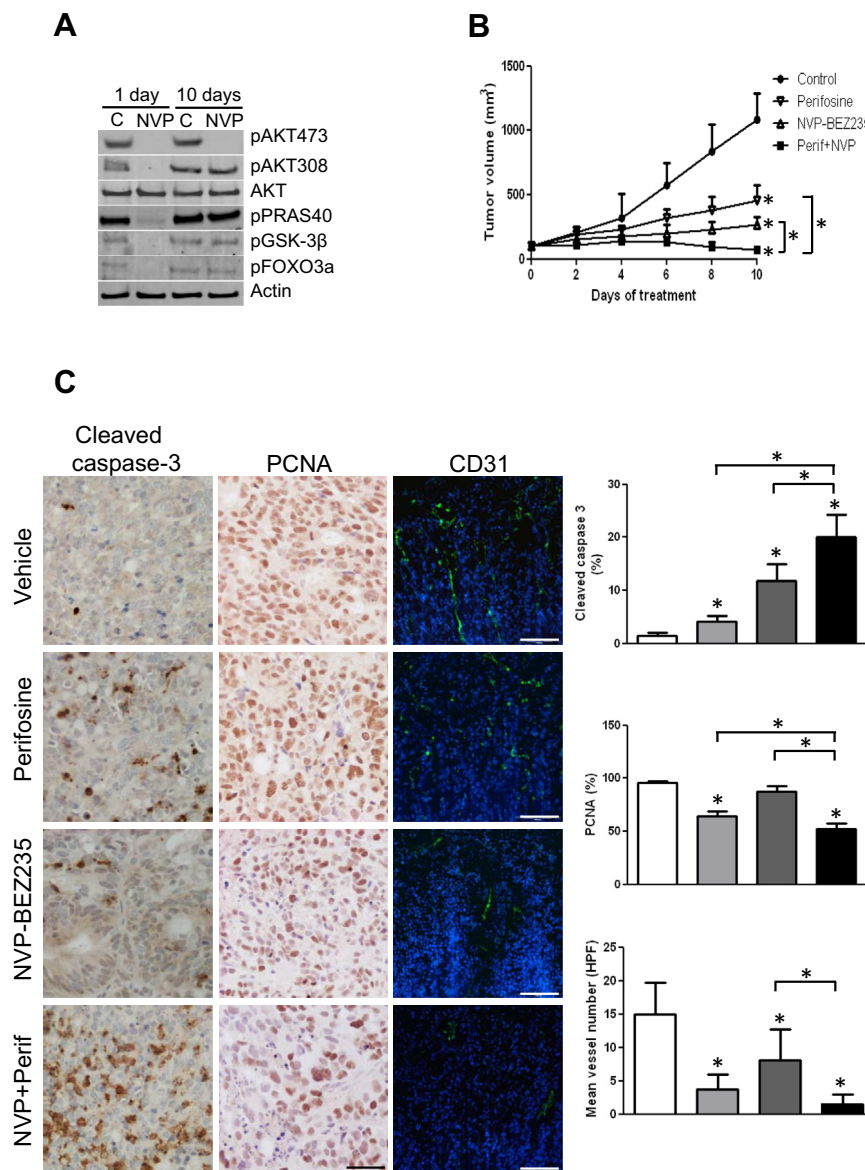 A
1 day 10 days
C NVP C NVP
pAKT473
pAKT308
AKT
pPRAS40
pGSK-3β
pFOXO3a
Actin
B
1500
1000
500
0
Tumor volume (mm³)
0 2 4 6 8 10
Days of treatment
Control
Perifosine
NVP-BEZ235
Perif+NVP
*
*
*
*
*
C
Cleaved
caspase-3
PCNA
CD31
Vehicle
Perifosine
NVP-BEZ235
NVP+Perif
Cleaved caspase 3
(%)
30
20
10
0
*
*
*
*
*
PCNA (%)
150
100
50
0
*
*
*
*
Mean vessel number (HPF)
25
20
15
10
5
0
*
*
*
*